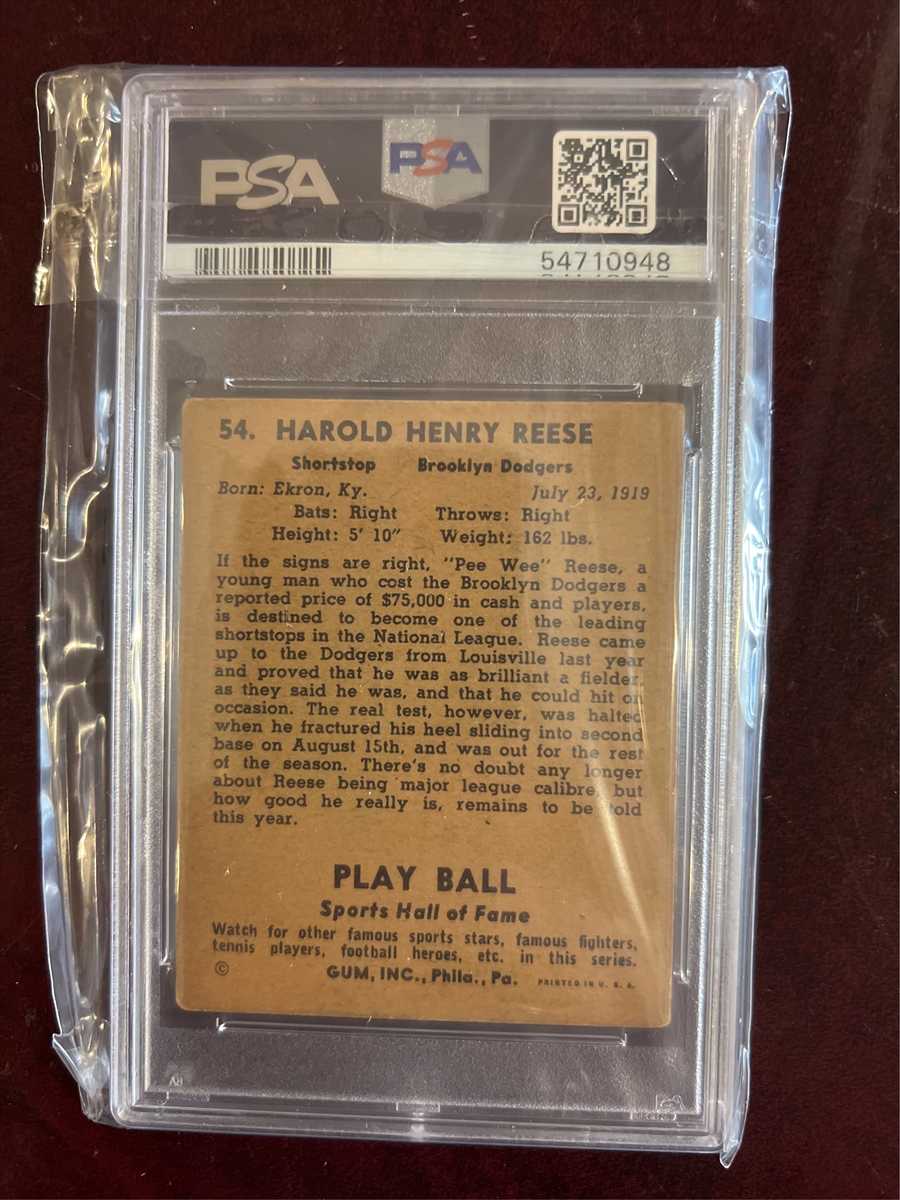 PSA
PSA
54710948
54. HAROLD HENRY REESE
Shortstop Brooklyn Dodgers
Born: Ekron, Ky. July 23, 1919
Bats: Right Throws: Right
Height: 5' 10" Weight: 162 lbs.
If the signs are right, "Pee Wee" Reese, a
young man who cost the Brooklyn Dodgers a
reported price of $75,000 in cash and players,
is destined to become one of the leading
shortstops in the National League. Reese came
up to the Dodgers from Louisville last year
and proved that he was as brilliant a fielder,
as they said he was, and that he could hit on
occasion. The real test, however, was halted
when he fractured his heel sliding into second
base on August 15th, and was out for the rest
of the season. There's no doubt any longer
about Reese being major league calibre, but
how good he really is, remains to be told
this year.
PLAY BALL
Sports Hall of Fame
Watch for other famous sports stars, famous fighters,
tennis players, football heroes, etc. in this series.
© GUM, INC., Phila., Pa. PRINTED IN U. S. A.